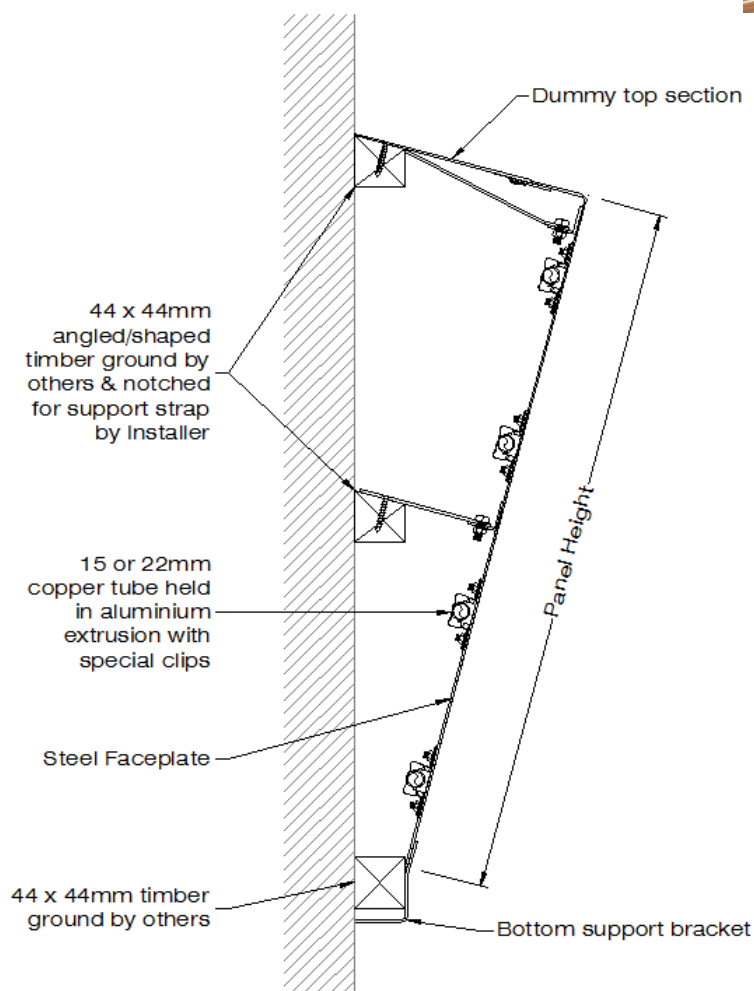 Dummy top section
44 x 44mm
angled/shaped
timber ground by
others & notched
for support strap
by Installer
Panel Height
15 or 22mm
copper tube held
in aluminium
extrusion with
special clips
Steel Faceplate
44 x 44mm timber
ground by others
Bottom support bracket